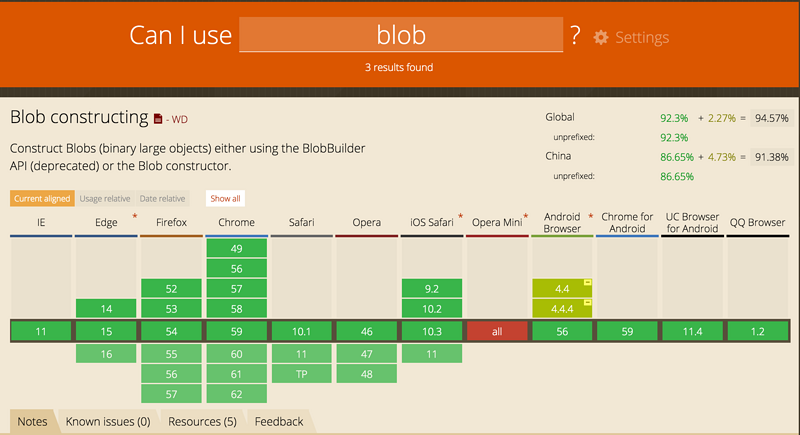 Can I use blob ? Settings
3 results found
Blob constructing - WD
Construct Blobs (binary large objects) either using the BlobBuilder
API (deprecated) or the Blob constructor.
Global 92.3% + 2.27% = 94.57%
unprefixed: 92.3%
China 86.65% + 4.73% = 91.38%
unprefixed: 86.65%
Current aligned Usage relative Date relative Show all
IE Edge * Firefox Chrome Safari Opera iOS Safari * Opera Mini * Android Browser * Chrome for Android UC Browser for Android QQ Browser
49
56
52 57 9.2 4.4
14 53 58 10.2 4.4.4
11 15 54 59 10.1 46 10.3 all 56 59 11.4 1.2
16 55 60 11 47 11
56 61 TP 48
57 62
Notes Known issues (0) Resources (5) Feedback